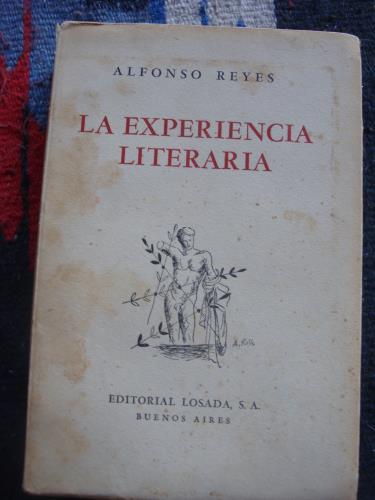 ALFONSO REYES
LA EXPERIENCIA
LITERARIA
EDITORIAL LOSADA, S. A.
BUENOS AIRES